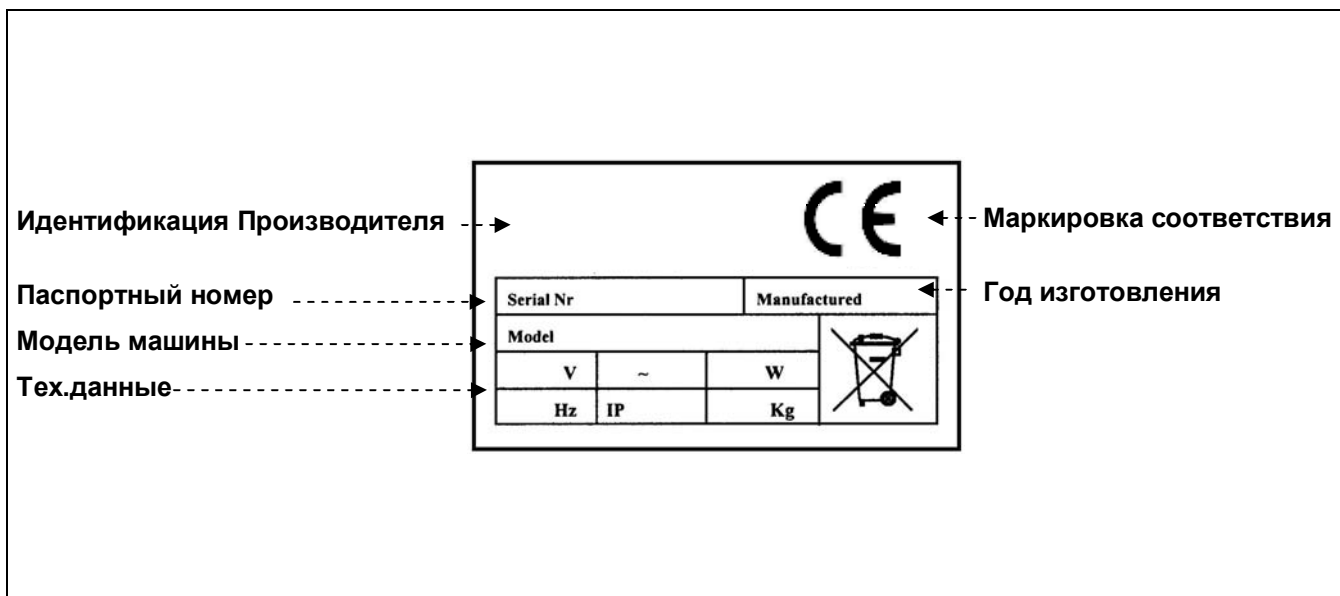 CE
Идентификация Производителя
Маркировка соответствия
Паспортный номер
Serial Nr
Manufactured
Год изготовления
Модель машины
Model
Тех.данные
V
~
W
Hz
IP
Kg